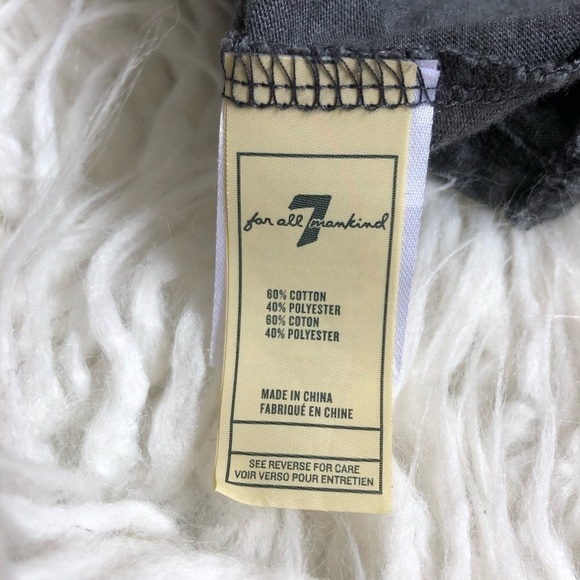 for all 7 mankind
60% COTTON
40% POLYESTER
60% COTON
40% POLYESTER
MADE IN CHINA
FABRIQUÉ EN CHINE
SEE REVERSE FOR CARE
VOIR VERSO POUR ENTRETIEN